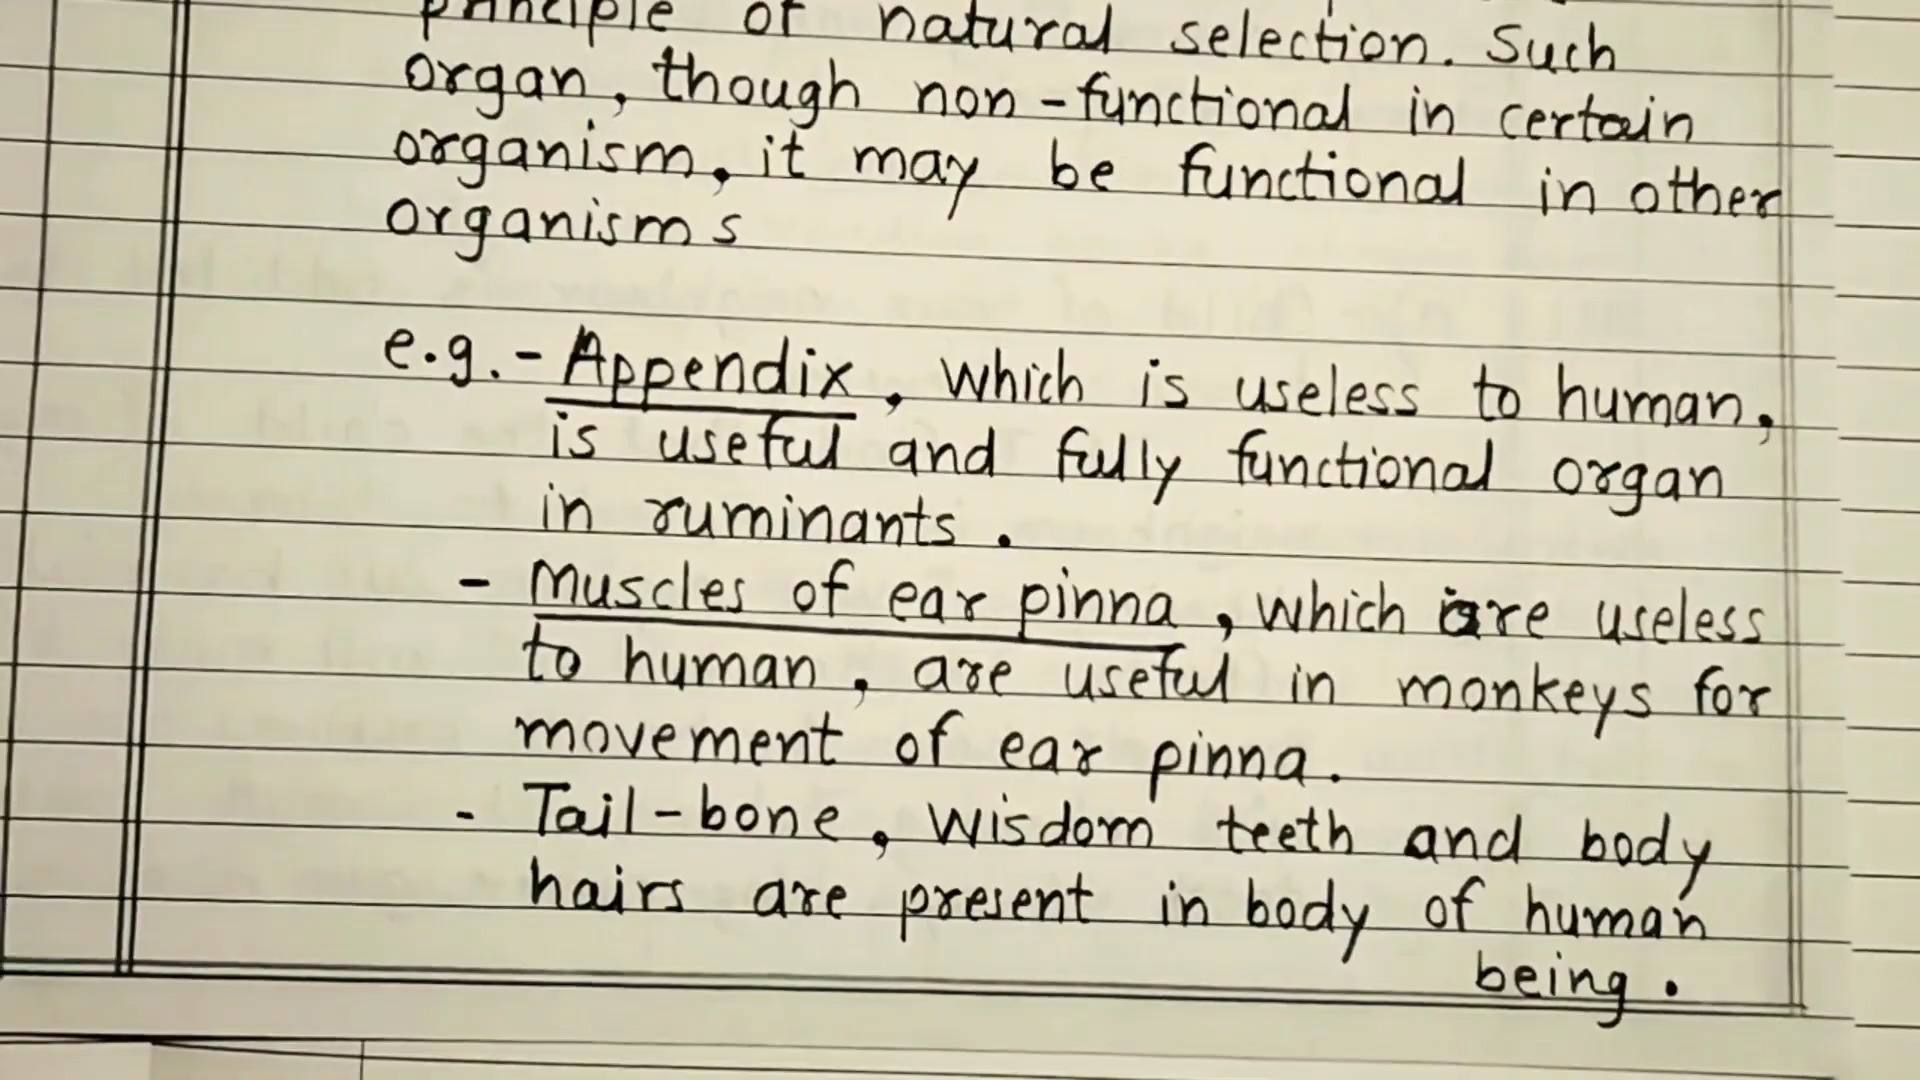 principle of natural selection. Such
organ, though non-functional in certain
organism, it may be functional in other
organisms
e.g. - Appendix, which is useless to human,
is useful and fully functional organ
in ruminants.
- Muscles of ear pinna, which are useless
to human, are useful in monkeys for
movement of ear pinna.
- Tail-bone, wisdom teeth and body
hairs are present in body of human
being.